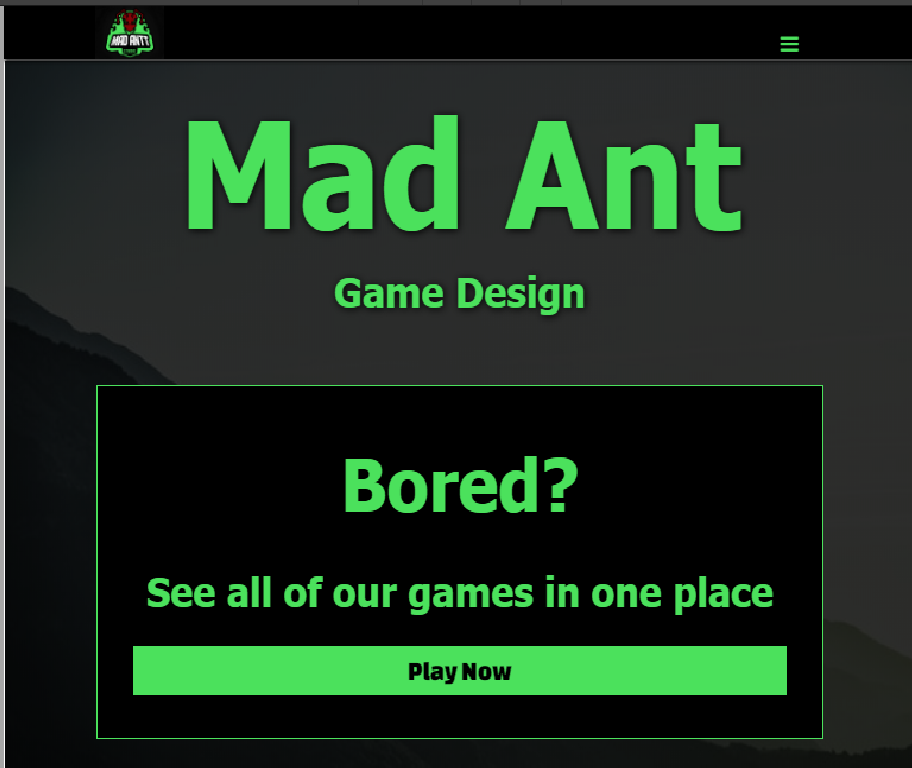 MAD ANT
Mad Ant
Game Design
Bored?
See all of our games in one place
Play Now